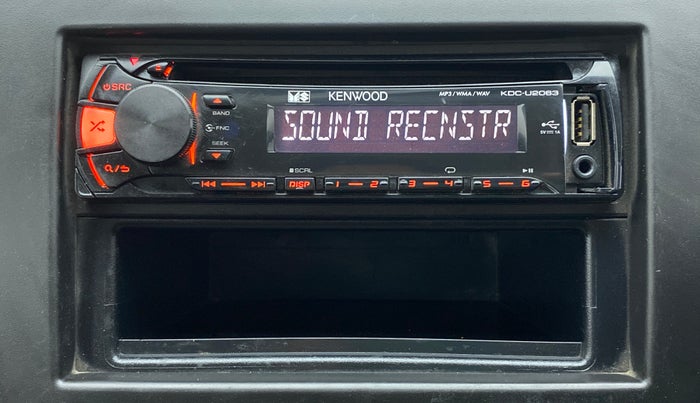 SRC
KENWOOD
MP3/WMA/WAV KDC-U2063
BAND
FNC
SEEK
SOUND RECNSTR
5V 1A
SCRL
DISP 1 2 3 4 5 6